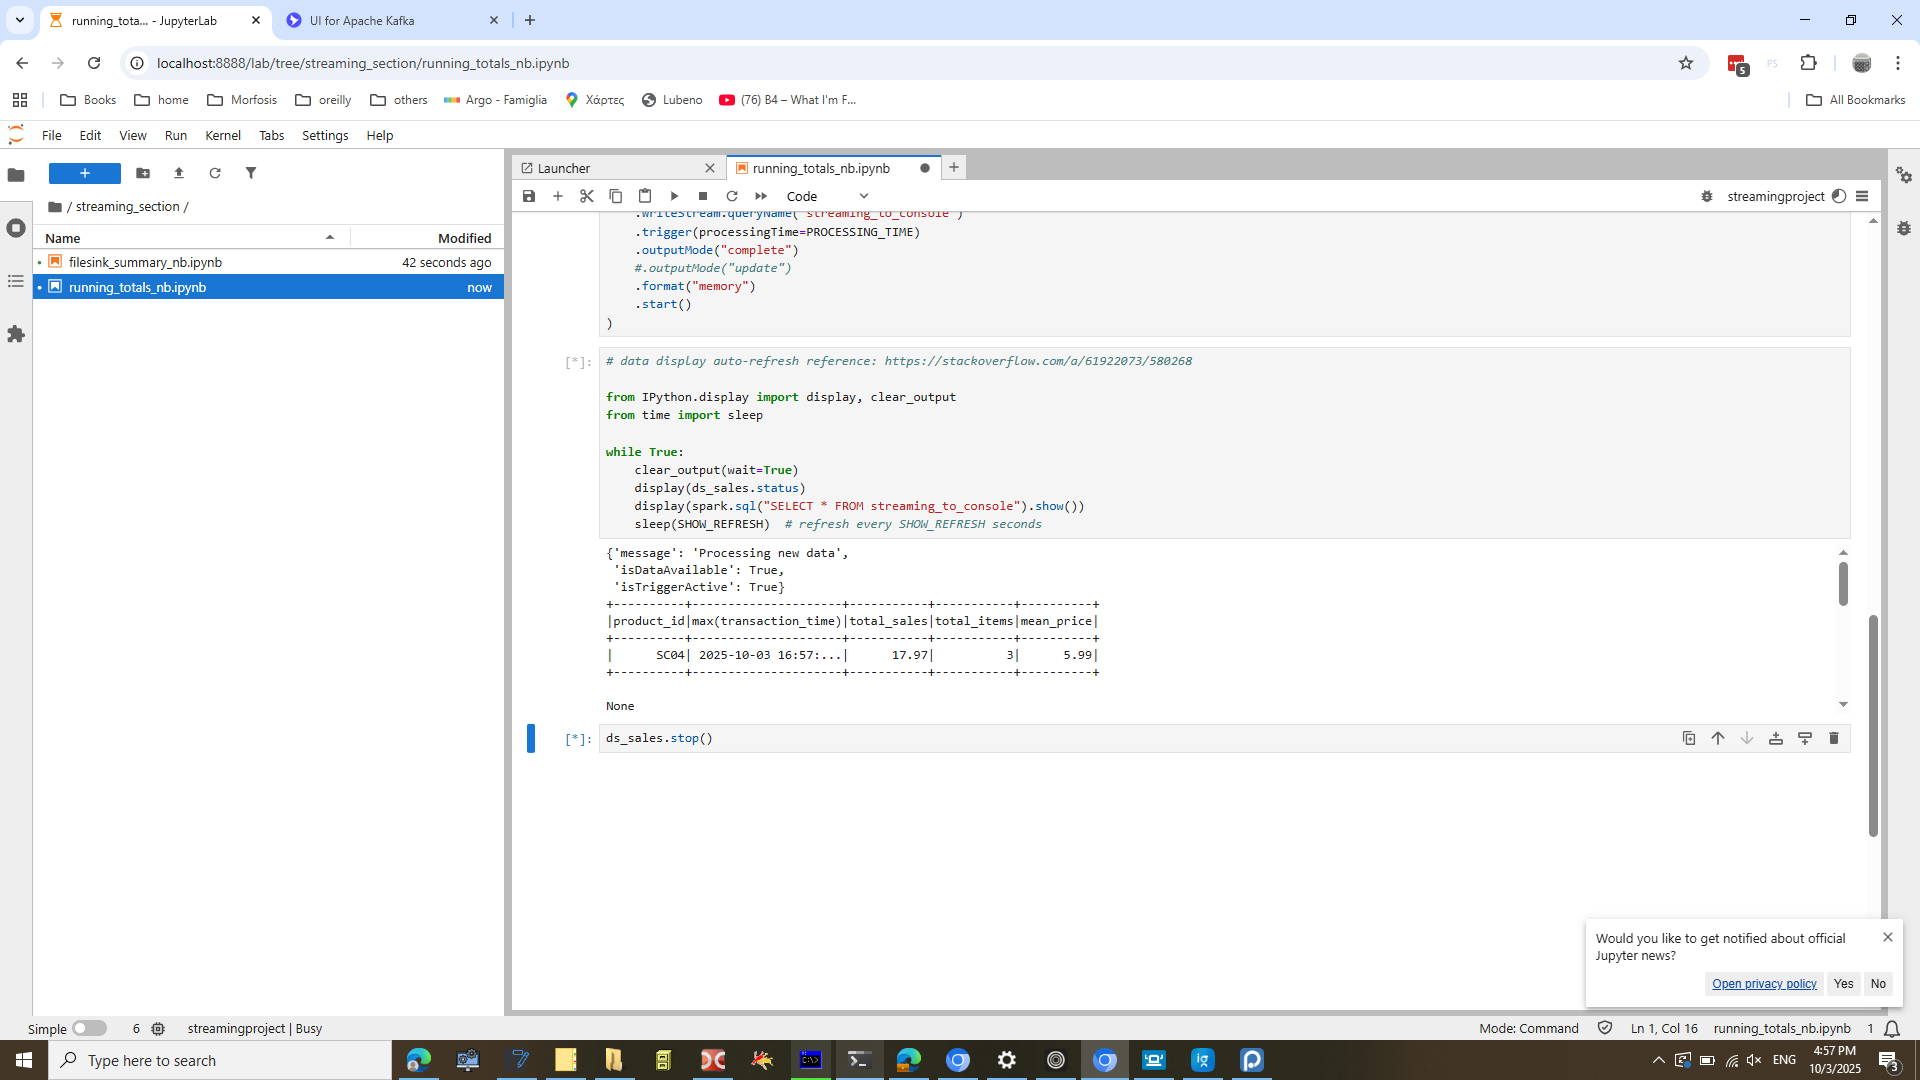 running_tota... - JupyterLab
UI for Apache Kafka
localhost:8888/lab/tree/streaming_section/running_totals_nb.ipynb
5
PS
Books
home
Morfosis
oreilly
others
Argo - Famiglia
Χάρτες
Lubeno
(76) B4 – What I'm F...
All Bookmarks
File Edit View Run Kernel Tabs Settings Help
/ streaming_section /
Name Modified
filesink_summary_nb.ipynb 42 seconds ago
running_totals_nb.ipynb now
Launcher
running_totals_nb.ipynb
Code
streamingproject
.writeStream.queryName("streaming_to_console")
.trigger(processingTime=PROCESSING_TIME)
.outputMode("complete")
#.outputMode("update")
.format("memory")
.start()
)
[*]:
# data display auto-refresh reference: https://stackoverflow.com/a/61922073/580268
from IPython.display import display, clear_output
from time import sleep
while True:
clear_output(wait=True)
display(ds_sales.status)
display(spark.sql("SELECT * FROM streaming_to_console").show())
sleep(SHOW_REFRESH)  # refresh every SHOW_REFRESH seconds
{'message': 'Processing new data',
'isDataAvailable': True,
'isTriggerActive': True}
+----------+---------------------+-----------+-----------+----------+
|product_id|max(transaction_time)|total_sales|total_items|mean_price|
+----------+---------------------+-----------+-----------+----------+
|      SC04| 2025-10-03 16:57:...|      17.97|          3|      5.99|
+----------+---------------------+-----------+-----------+----------+
None
[*]: ds_sales.stop()
Would you like to get notified about official
Jupyter news?
Open privacy policy Yes No
Simple 6 streamingproject | Busy
Mode: Command Ln 1, Col 16 running_totals_nb.ipynb 1
Type here to search
ENG
4:57 PM
10/3/2025
3